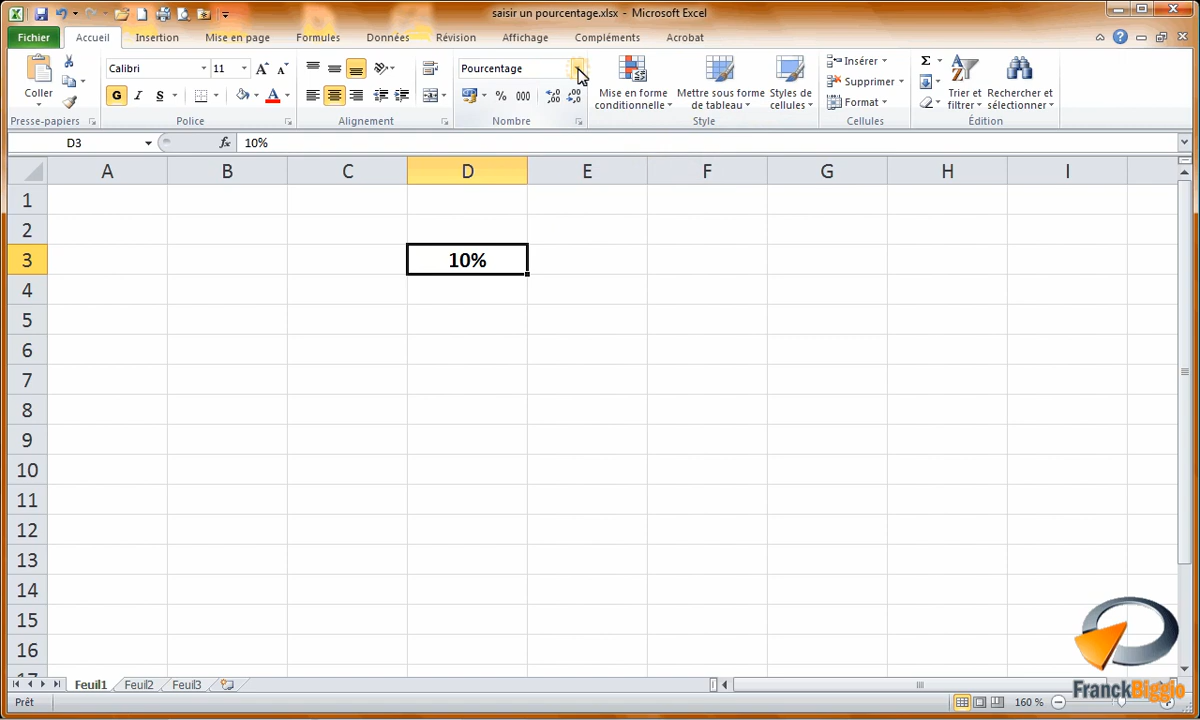 saisir un pourcentage.xlsx - Microsoft Excel
Fichier Accueil Insertion Mise en page Formules Données Révision Affichage Compléments Acrobat
Coller
Calibri 11
G I S
Pourcentage
% 000
Mise en forme conditionnelle
Mettre sous forme de tableau
Styles de cellules
Insérer
Supprimer
Format
Σ
Trier et filtrer
Rechercher et sélectionner
Presse-papiers Police Alignement Nombre Style Cellules Édition
D3 fx 10%
A B C D E F G H I
1
2
3 10%
4
5
6
7
8
9
10
11
12
13
14
15
16
17
Feuil1 Feuil2 Feuil3
FranckBiggio
Prêt 160 %